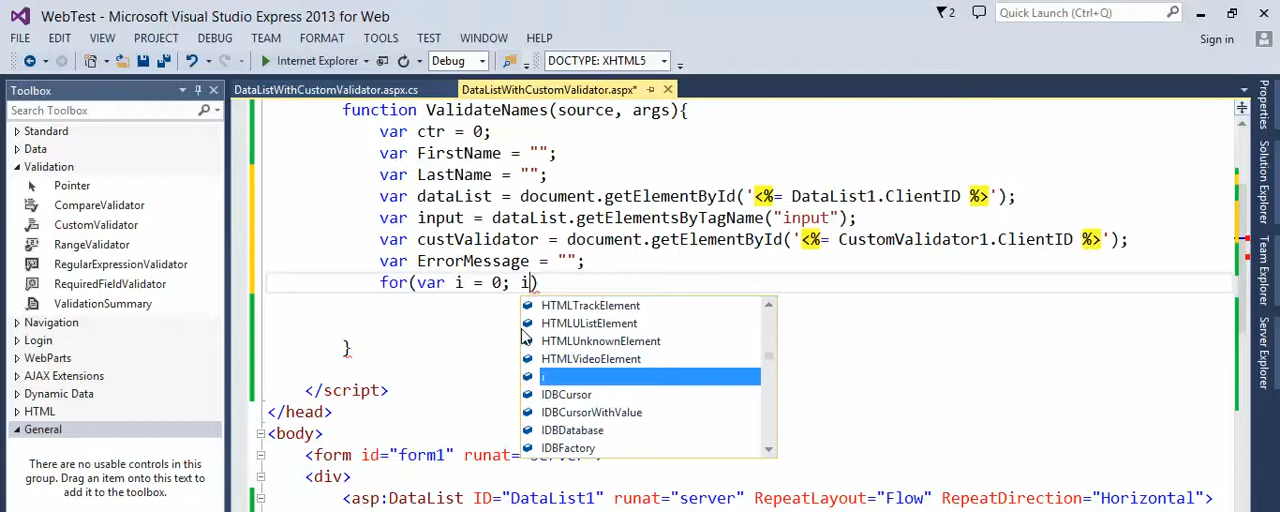 WebTest - Microsoft Visual Studio Express 2013 for Web
2
Quick Launch (Ctrl+Q)
FILE EDIT VIEW PROJECT DEBUG TEAM FORMAT TOOLS TEST WINDOW HELP
Sign in
Internet Explorer
Debug
DOCTYPE: XHTML5
Toolbox
Search Toolbox
Standard
Data
Validation
Pointer
CompareValidator
CustomValidator
RangeValidator
RegularExpressionValidator
RequiredFieldValidator
ValidationSummary
Navigation
Login
WebParts
AJAX Extensions
Dynamic Data
HTML
General
There are no usable controls in this
group. Drag an item onto this text to
add it to the toolbox.
DataListWithCustomValidator.aspx.cs
DataListWithCustomValidator.aspx*
function ValidateNames(source, args){
var ctr = 0;
var FirstName = "";
var LastName = "";
var dataList = document.getElementById('<%= DataList1.ClientID %>');
var input = dataList.getElementsByTagName("input");
var custValidator = document.getElementById('<%= CustomValidator1.ClientID %>');
var ErrorMessage = "";
for(var i = 0; i)
HTMLTrackElement
HTMLUListElement
HTMLUnknownElement
HTMLVideoElement
i
IDBCursor
IDBCursorWithValue
IDBDatabase
IDBFactory
}
</script>
</head>
<body>
<form id="form1" runat="server">
<div>
<asp:DataList ID="DataList1" runat="server" RepeatLayout="Flow" RepeatDirection="Horizontal">
Properties
Solution Explorer
Team Explorer
Server Explorer